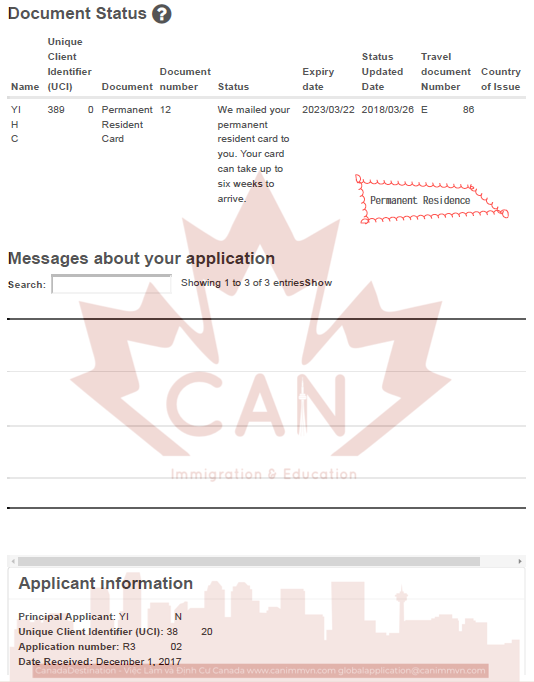 Document Status ?
Name Unique Client Identifier (UCI) Document Document number Status Expiry date Status Updated Date Travel document Number Country of Issue
YI H C 389 0 Permanent Resident Card 12 We mailed your permanent resident card to you. Your card can take up to six weeks to arrive. 2023/03/22 2018/03/26 E 86
Permanent Residence
Messages about your application
Search: Showing 1 to 3 of 3 entriesShow
CAN
Immigration & Education
Applicant information
Principal Applicant: YI N
Unique Client Identifier (UCI): 38 20
Application number: R3 02
Date Received: December 1, 2017
CanadaDestination - Việc Làm và Định Cư Canada www.canimmvn.com globalapplication@canimmvn.com